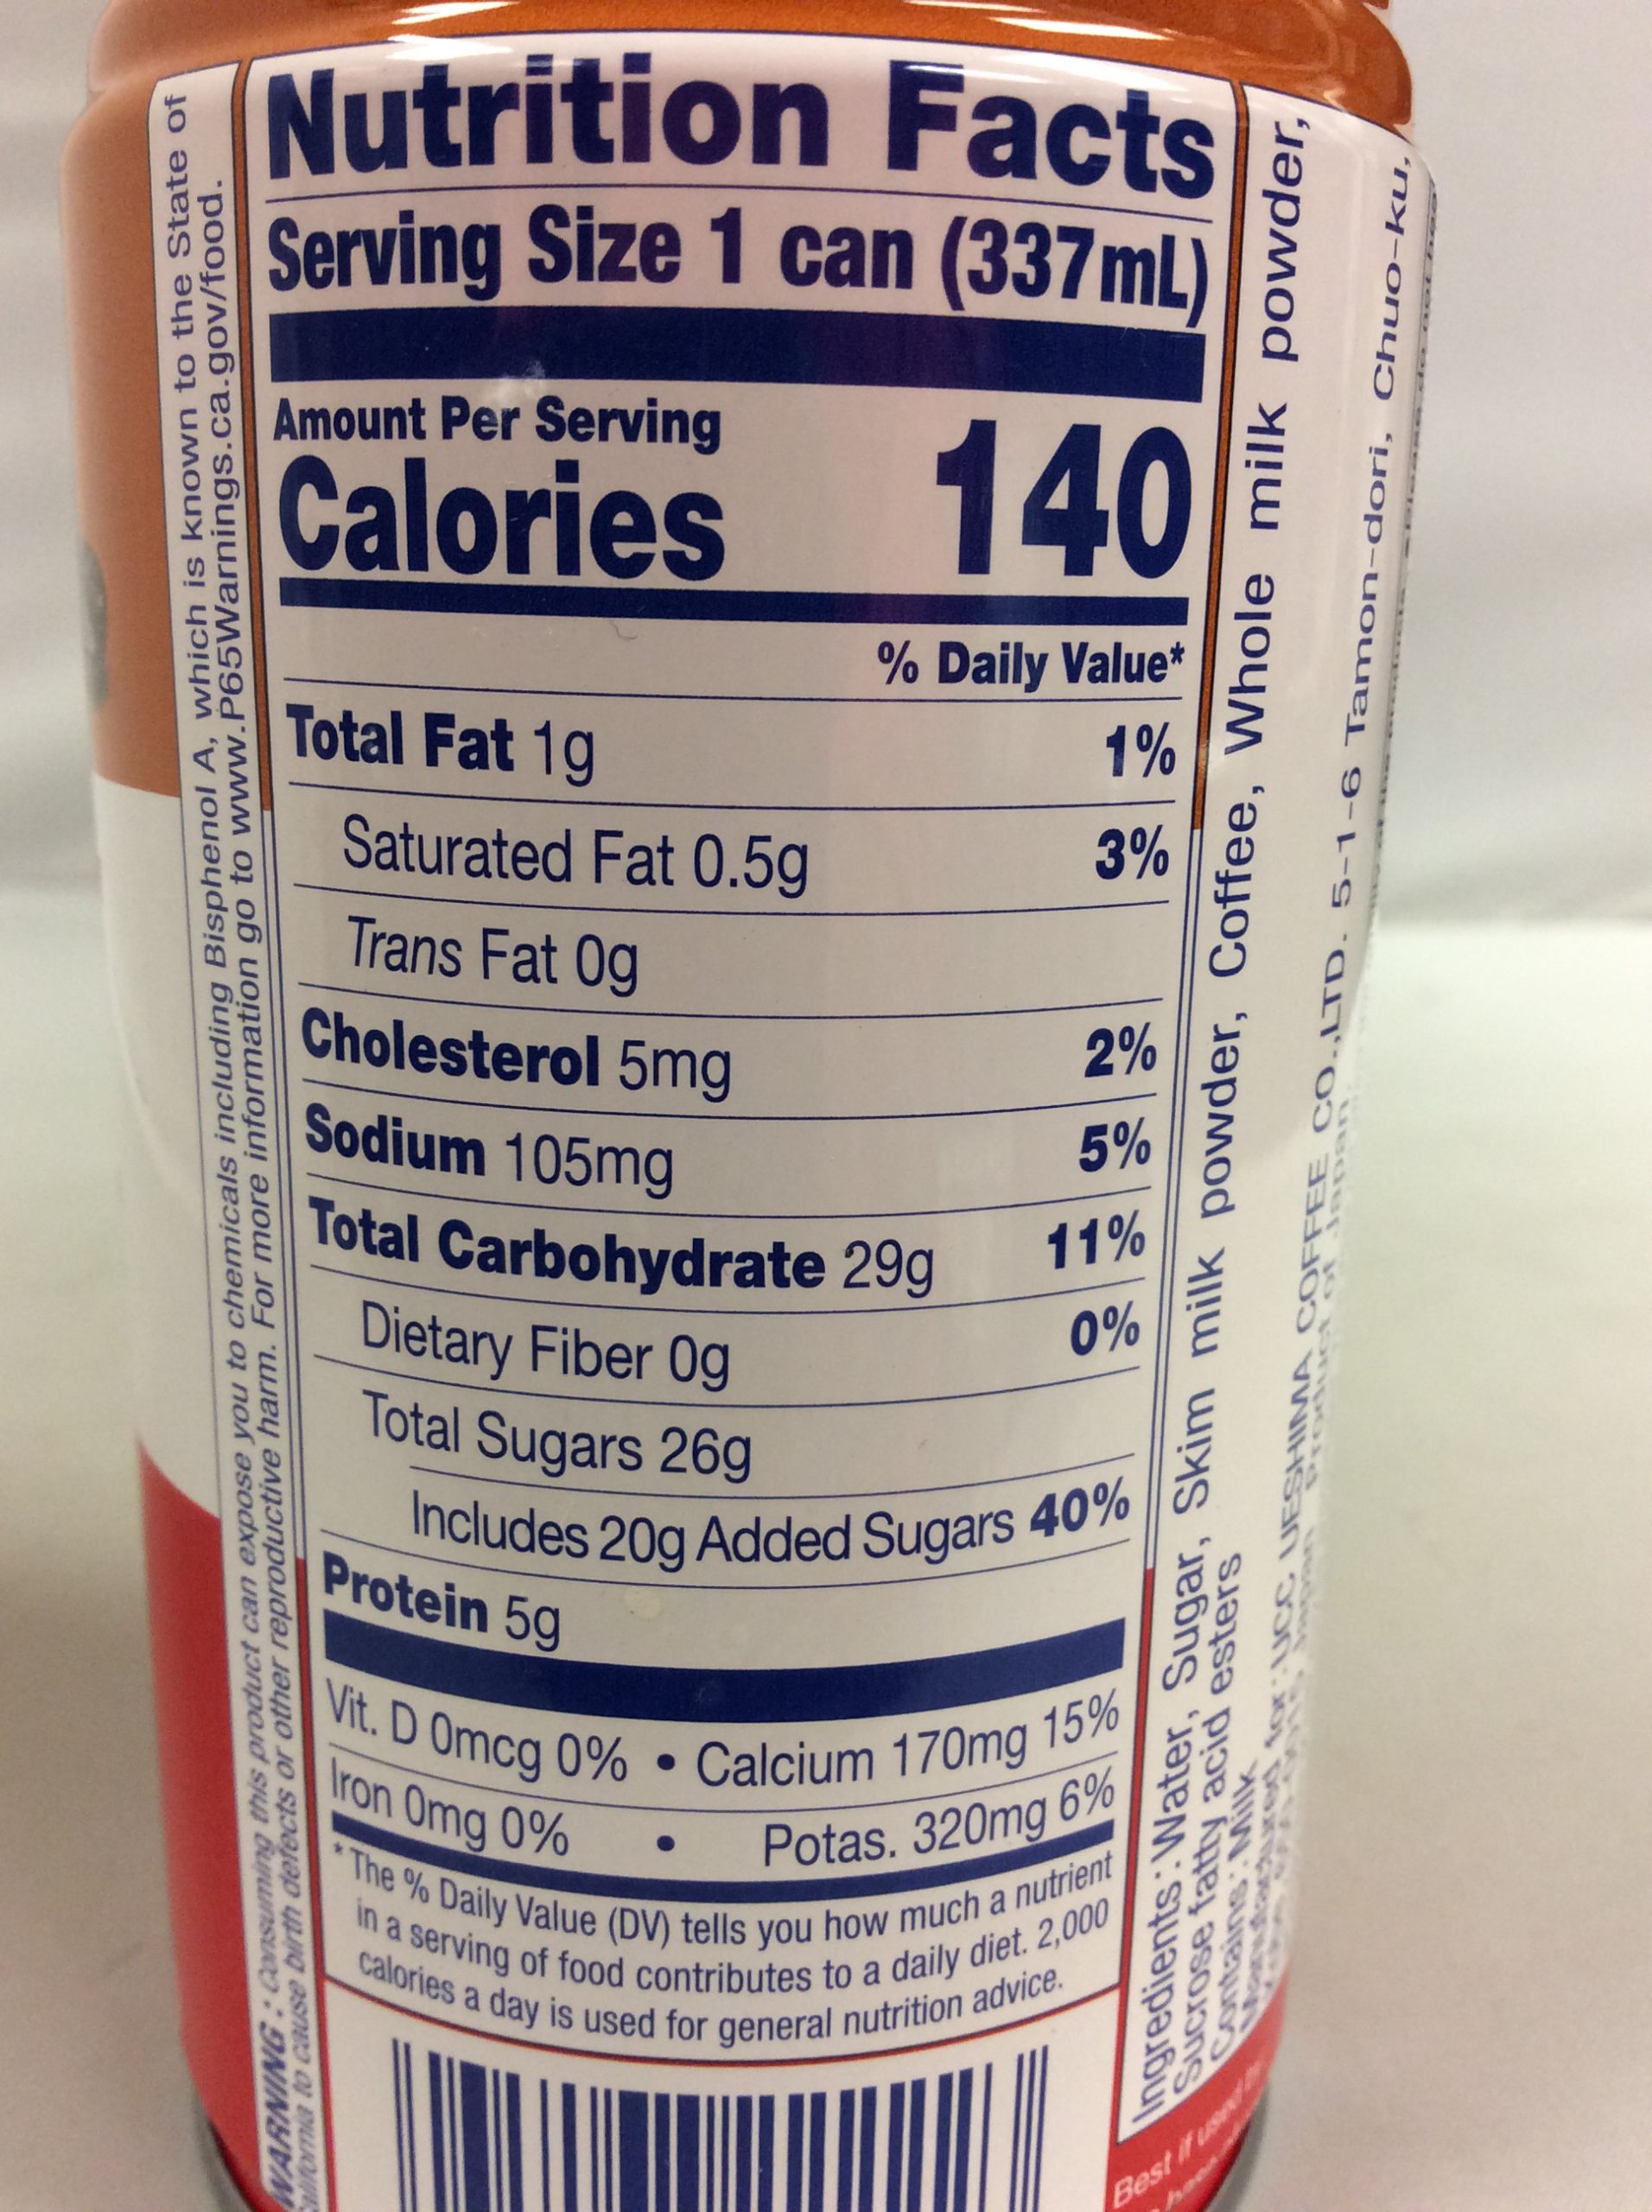 Nutrition Facts
Serving Size 1 can (337mL)
Amount Per Serving
Calories 140
% Daily Value*
Total Fat 1g 1%
Saturated Fat 0.5g 3%
Trans Fat 0g
Cholesterol 5mg 2%
Sodium 105mg 5%
Total Carbohydrate 29g 11%
Dietary Fiber 0g 0%
Total Sugars 26g
Includes 20g Added Sugars 40%
Protein 5g
Vit. D 0mcg 0% • Calcium 170mg 15%
Iron 0mg 0% • Potas. 320mg 6%
*The % Daily Value (DV) tells you how much a nutrient
in a serving of food contributes to a daily diet. 2,000
calories a day is used for general nutrition advice.
WARNING : Consuming this product can expose you to chemicals including Bisphenol A, which is known to the State of
California to cause birth defects or other reproductive harm. For more information go to www.P65Warnings.ca.gov/food.
Ingredients : Water, Sugar, Skim milk powder, Coffee, Whole milk powder,
Sucrose fatty acid esters
Contains : Milk
Manufactured for : UCC UESHIMA COFFEE CO.,LTD. 5-1-6 Tamon-dori, Chuo-ku,
Japan Product of Japan
Best if used